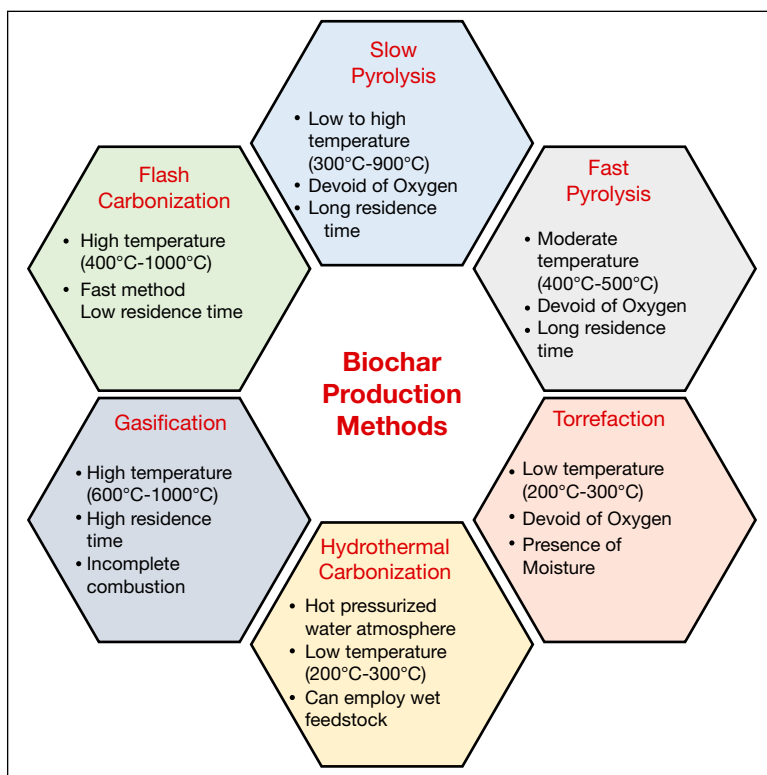 Slow
Pyrolysis
• Low to high
temperature
(300°C-900°C)
• Devoid of Oxygen
• Long residence
time
Flash
Carbonization
• High temperature
(400°C-1000°C)
• Fast method
Low residence time
Fast
Pyrolysis
• Moderate
temperature
(400°C-500°C)
• Devoid of Oxygen
• Long residence
time
Biochar
Production
Methods
Gasification
• High temperature
(600°C-1000°C)
• High residence
time
• Incomplete
combustion
Torrefaction
• Low temperature
(200°C-300°C)
• Devoid of Oxygen
• Presence of
Moisture
Hydrothermal
Carbonization
• Hot pressurized
water atmosphere
• Low temperature
(200°C-300°C)
• Can employ wet
feedstock